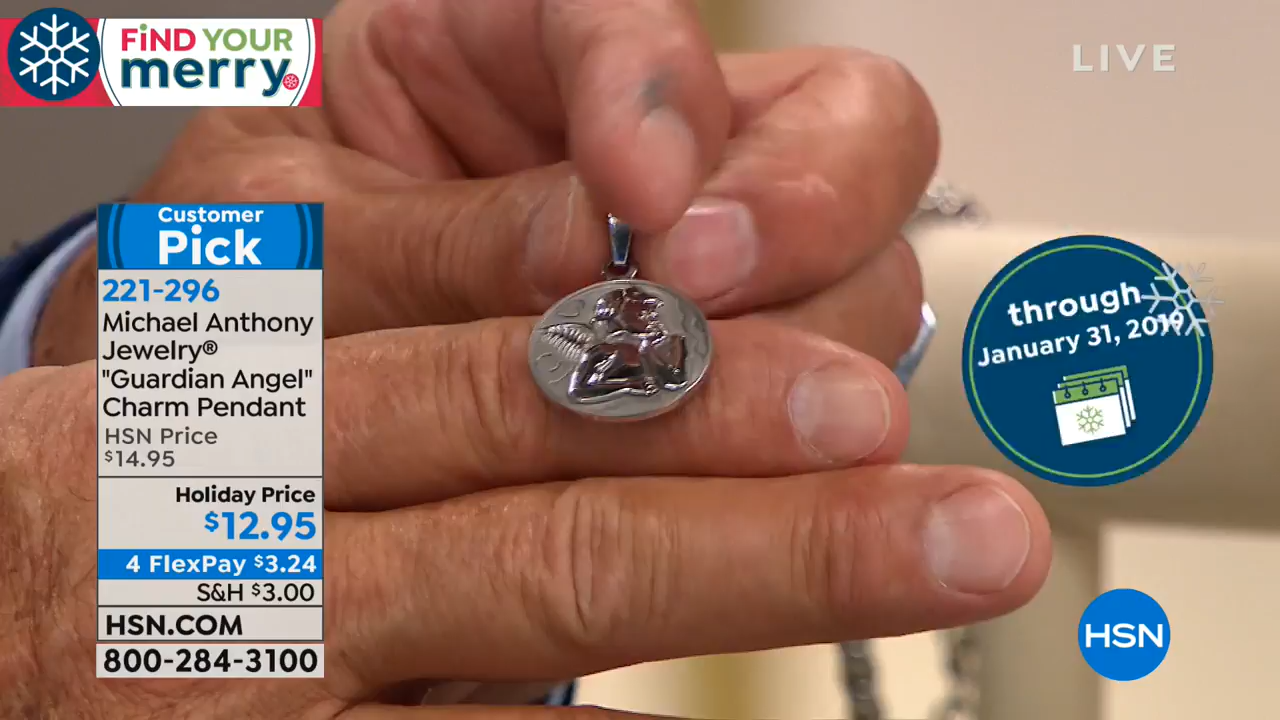 FiND YOUR
merry.
LIVE
Customer
Pick
221-296
Michael Anthony
Jewelry®
"Guardian Angel"
Charm Pendant
HSN Price
$14.95
Holiday Price
$12.95
4 FlexPay $3.24
S&H $3.00
HSN.COM
800-284-3100
through
January 31, 2019
HSN